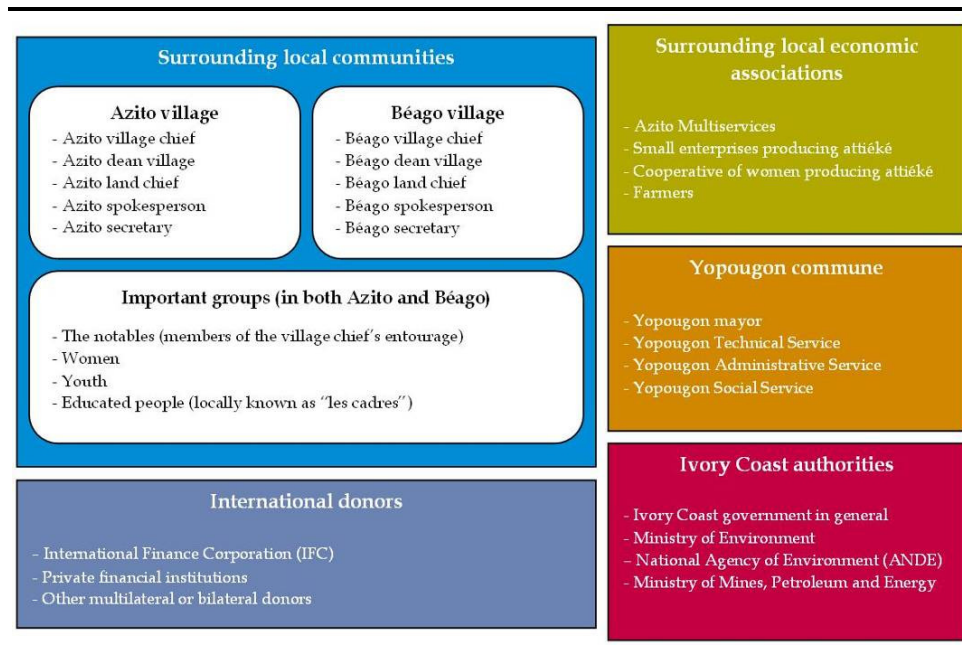 Surrounding local communities
Azito village
- Azito village chief
- Azito dean village
- Azito land chief
- Azito spokesperson
- Azito secretary
Béago village
- Béago village chief
- Béago dean village
- Béago land chief
- Béago spokesperson
- Béago secretary
Important groups (in both Azito and Béago)
- The notables (members of the village chief's entourage)
- Women
- Youth
- Educated people (locally known as "les cadres")
International donors
- International Finance Corporation (IFC)
- Private financial institutions
- Other multilateral or bilateral donors
Surrounding local economic
associations
- Azito Multiservices
- Small enterprises producing attiéké
- Cooperative of women producing attiéké
- Farmers
Yopougon commune
- Yopougon mayor
- Yopougon Technical Service
- Yopougon Administrative Service
- Yopougon Social Service
Ivory Coast authorities
- Ivory Coast government in general
- Ministry of Environment
– National Agency of Environment (ANDE)
- Ministry of Mines, Petroleum and Energy